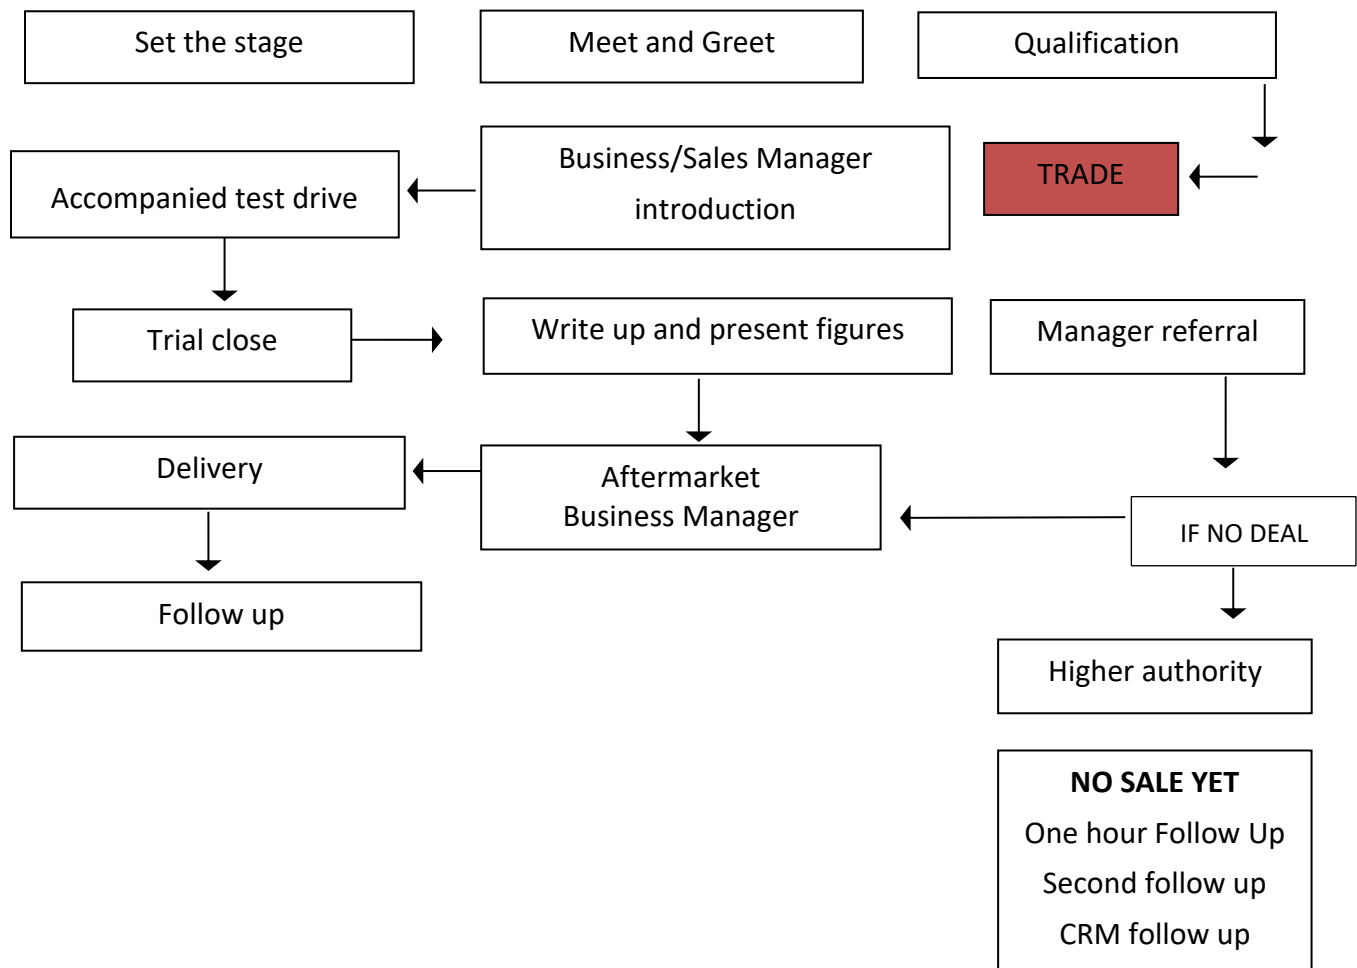 Set the stage
Meet and Greet
Qualification
Business/Sales Manager
introduction
TRADE
Accompanied test drive
Trial close
Write up and present figures
Manager referral
Delivery
Aftermarket
Business Manager
IF NO DEAL
Follow up
Higher authority
NO SALE YET
One hour Follow Up
Second follow up
CRM follow up